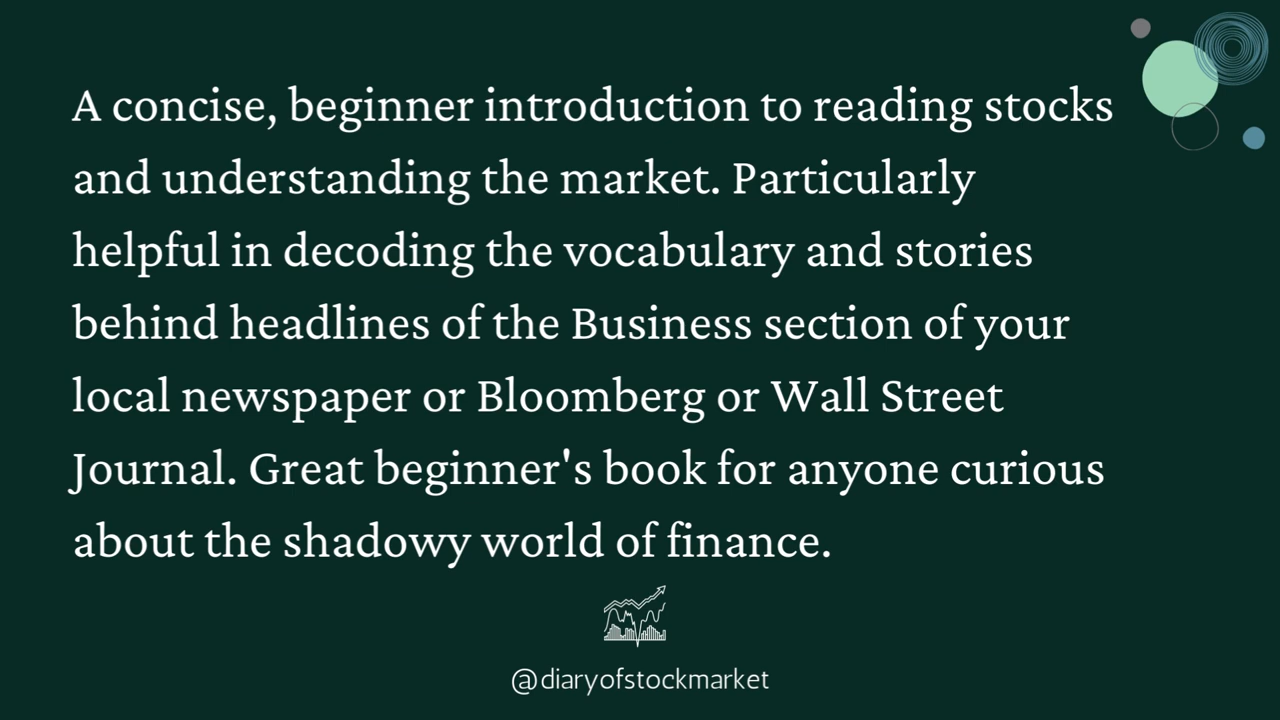 A concise, beginner introduction to reading stocks
and understanding the market. Particularly
helpful in decoding the vocabulary and stories
behind headlines of the Business section of your
local newspaper or Bloomberg or Wall Street
Journal. Great beginner's book for anyone curious
about the shadowy world of finance.
@diaryofstockmarket